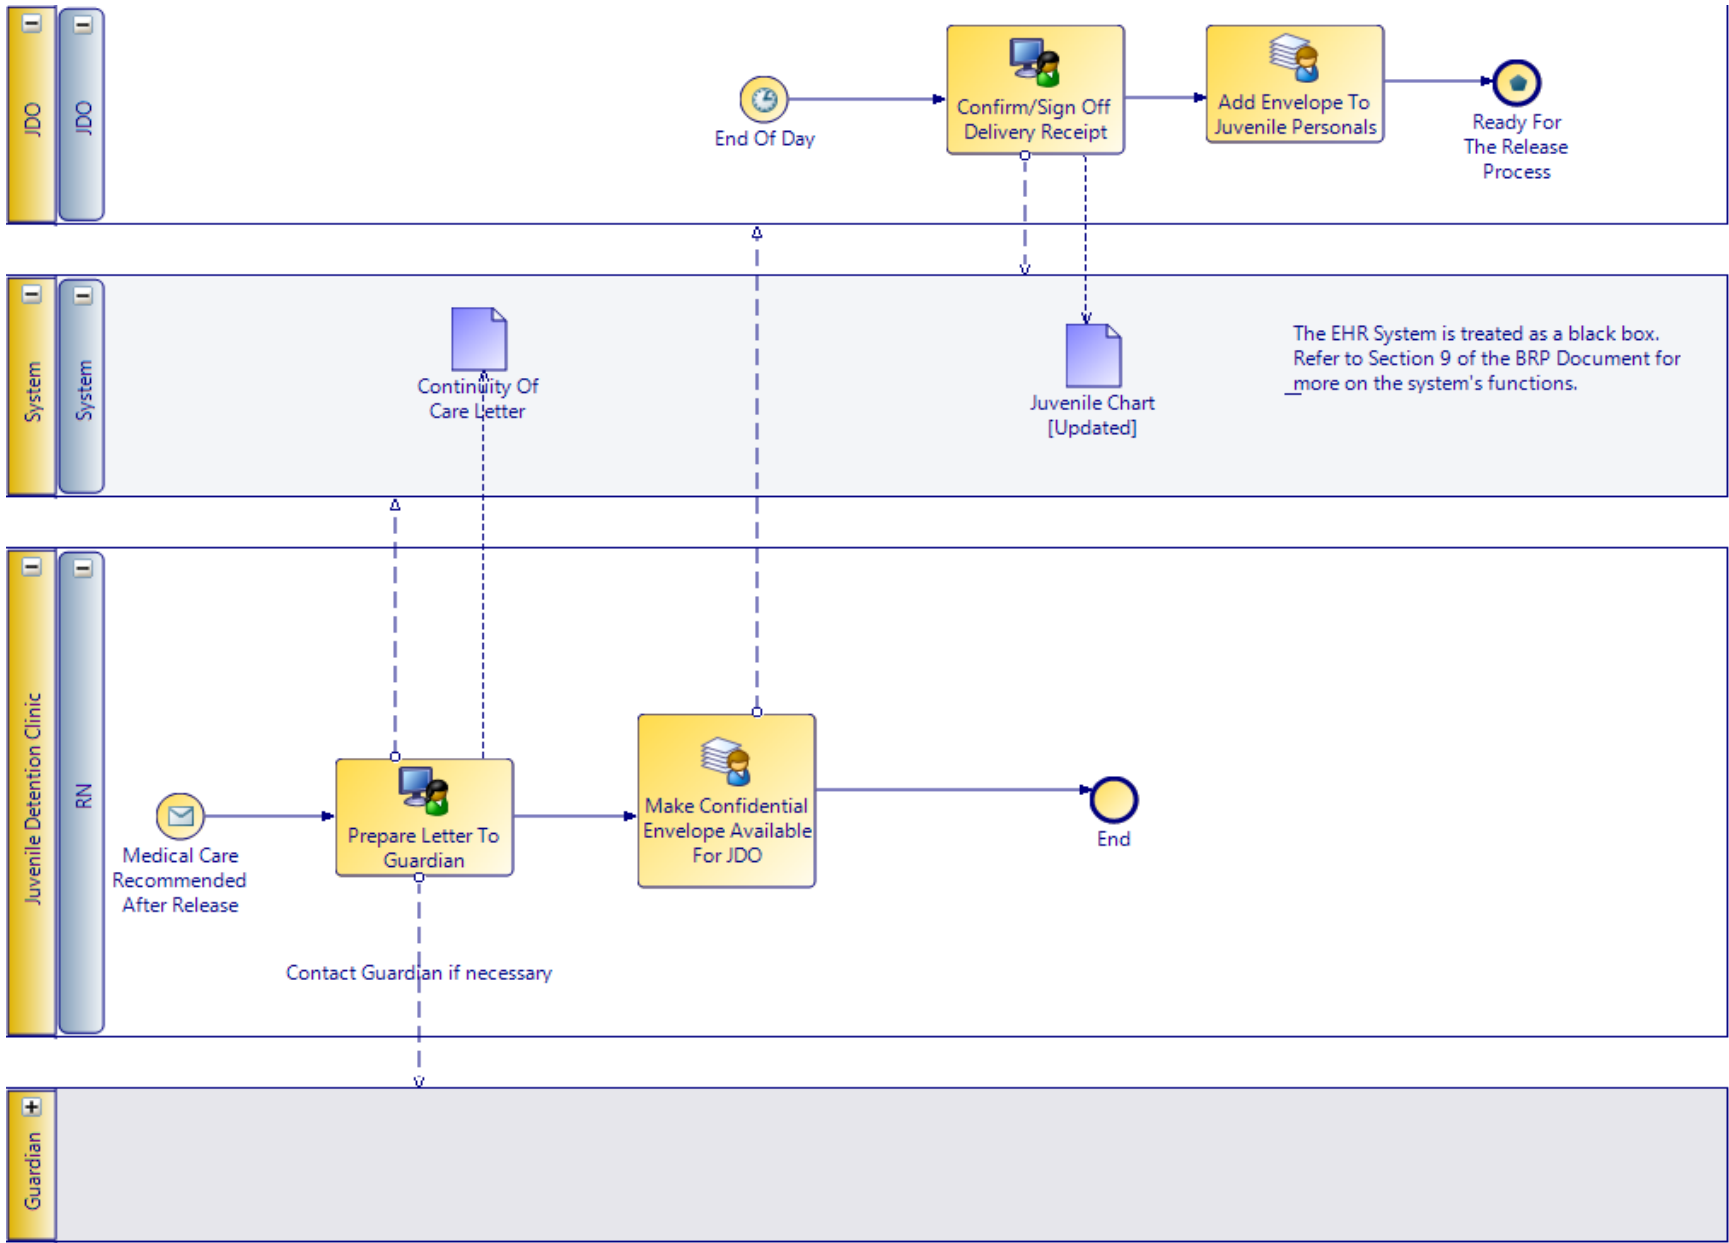 JDO
JDO
End Of Day
Confirm/Sign Off
Delivery Receipt
Add Envelope To
Juvenile Personals
Ready For
The Release
Process
System
System
Continuity Of
Care Letter
Juvenile Chart
[Updated]
The EHR System is treated as a black box.
Refer to Section 9 of the BRP Document for
more on the system's functions.
Juvenile Detention Clinic
RN
Medical Care
Recommended
After Release
Prepare Letter To
Guardian
Make Confidential
Envelope Available
For JDO
End
Contact Guardian if necessary
Guardian